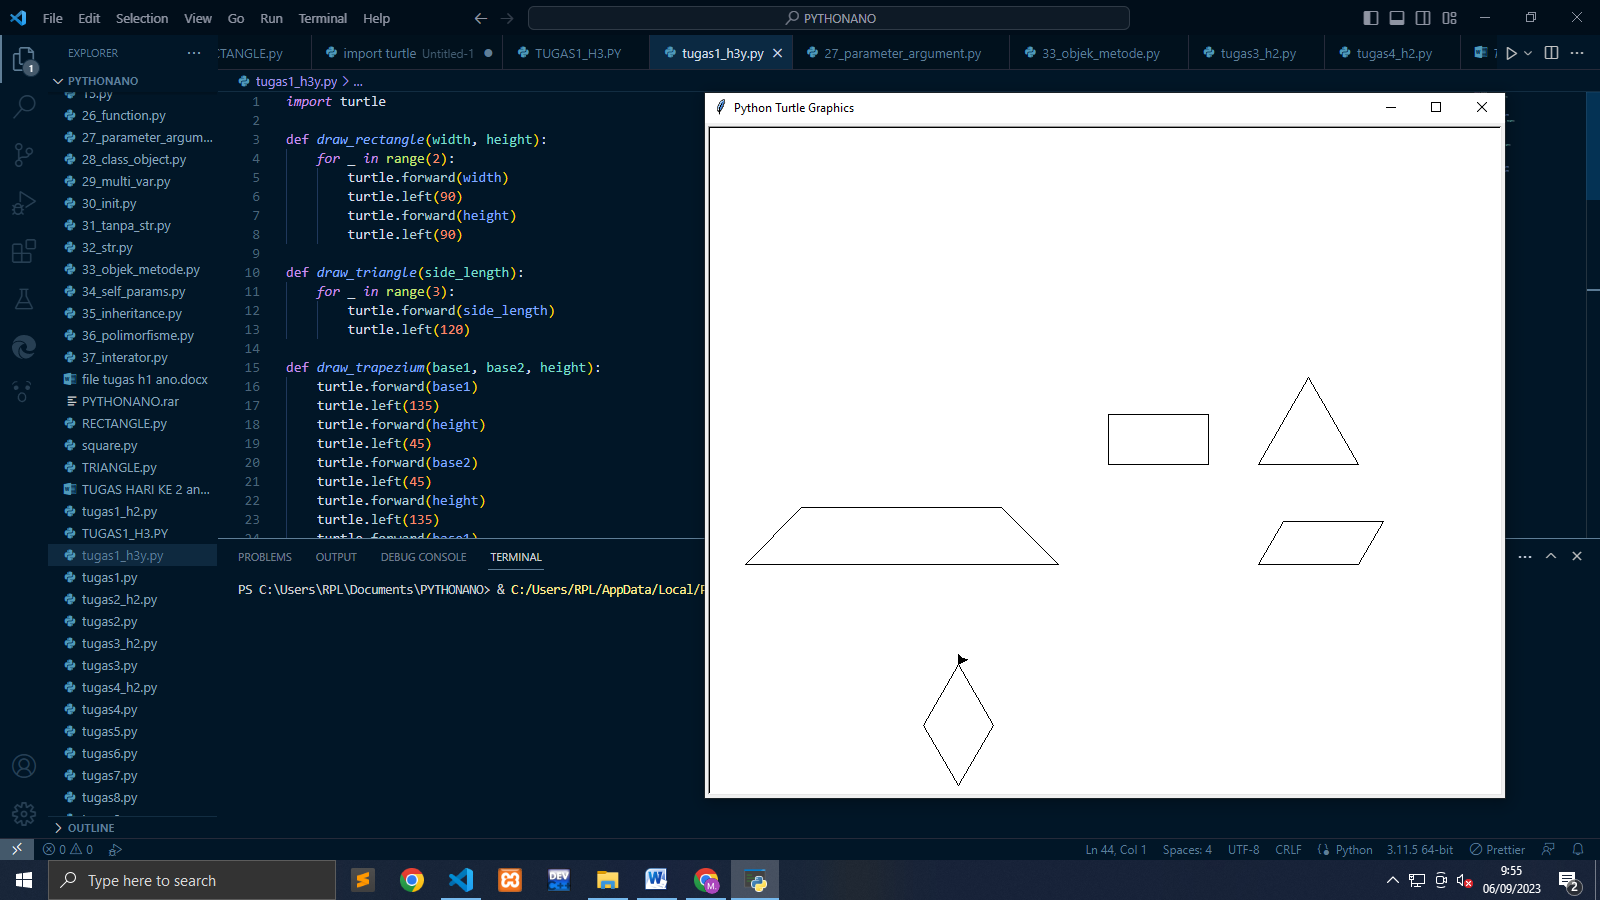 File Edit Selection View Go Run Terminal Help
PYTHONANO
EXPLORER
CTANGLE.py
import turtle Untitled-1
TUGAS1_H3.PY
tugas1_h3y.py
27_parameter_argument.py
33_objek_metode.py
tugas3_h2.py
tugas4_h2.py
PYTHONANO
15.py
26_function.py
27_parameter_argum...
28_class_object.py
29_multi_var.py
30_init.py
31_tanpa_str.py
32_str.py
33_objek_metode.py
34_self_params.py
35_inheritance.py
36_polimorfisme.py
37_interator.py
file tugas h1 ano.docx
PYTHONANO.rar
RECTANGLE.py
square.py
TRIANGLE.py
TUGAS HARI KE 2 an...
tugas1_h2.py
TUGAS1_H3.PY
tugas1_h3y.py
tugas1.py
tugas2_h2.py
tugas2.py
tugas3_h2.py
tugas3.py
tugas4_h2.py
tugas4.py
tugas5.py
tugas6.py
tugas7.py
tugas8.py
OUTLINE
1
tugas1_h3y.py > ...
1 import turtle
2
3 def draw_rectangle(width, height):
4 for _ in range(2):
5 turtle.forward(width)
6 turtle.left(90)
7 turtle.forward(height)
8 turtle.left(90)
9
10 def draw_triangle(side_length):
11 for _ in range(3):
12 turtle.forward(side_length)
13 turtle.left(120)
14
15 def draw_trapezium(base1, base2, height):
16 turtle.forward(base1)
17 turtle.left(135)
18 turtle.forward(height)
19 turtle.left(45)
20 turtle.forward(base2)
21 turtle.left(45)
22 turtle.forward(height)
23 turtle.left(135)
24 turtle.forward(base1)
Python Turtle Graphics
PROBLEMS OUTPUT DEBUG CONSOLE TERMINAL
PS C:\Users\RPL\Documents\PYTHONANO> & C:/Users/RPL/AppData/Local/P
0 0
Ln 44, Col 1 Spaces: 4 UTF-8 CRLF Python 3.11.5 64-bit Prettier
Type here to search
DEV
M.
9:55
06/09/2023
2